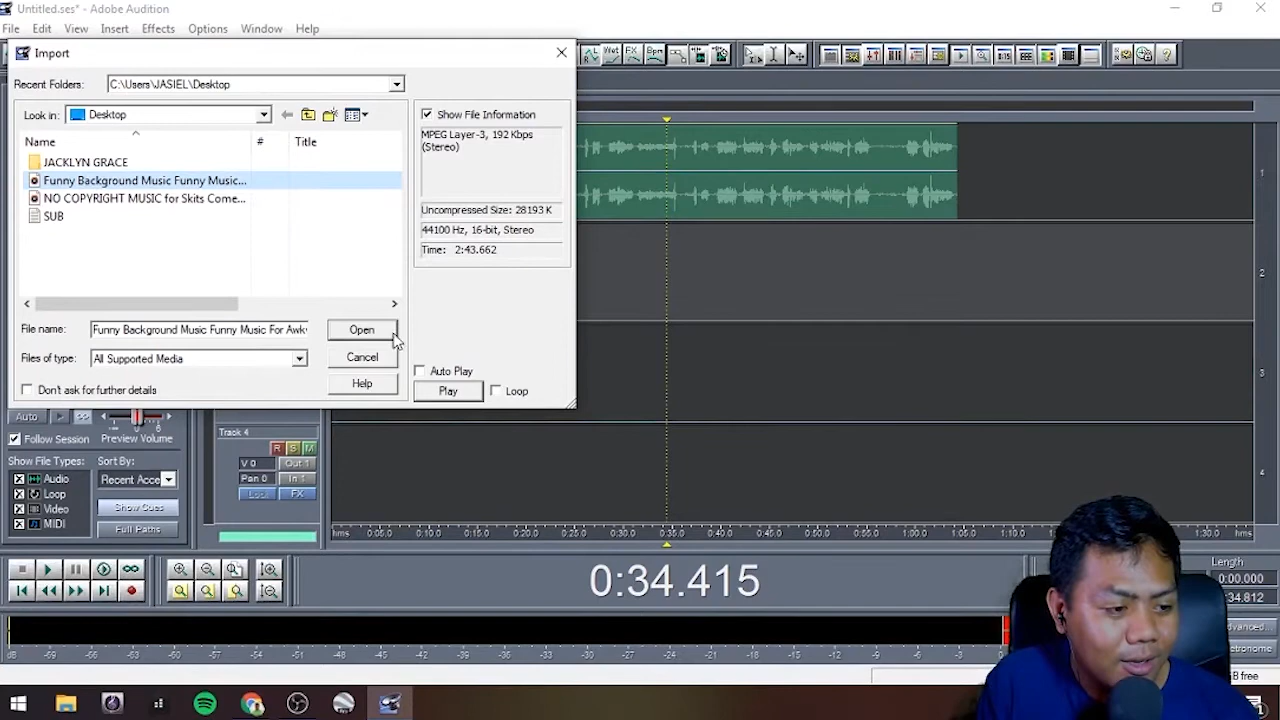 Untitled.ses* - Adobe Audition
File Edit View Insert Effects Options Window Help
Import
Recent Folders: C:\Users\JASIEL\Desktop
Look in: Desktop
Show File Information
MPEG Layer-3, 192 Kbps
(Stereo)
Name # Title
JACKLYN GRACE
Funny Background Music Funny Music...
NO COPYRIGHT MUSIC for Skits Come...
SUB
Uncompressed Size: 28193 K
44100 Hz, 16-bit, Stereo
Time: 2:43.662
File name: Funny Background Music Funny Music For Awk
Open
Files of type: All Supported Media
Cancel
Don't ask for further details
Help
Auto Play
Play
Loop
1
2
3
4
Auto
Follow Session
Preview Volume
6
Show File Types: Sort By:
Audio
Recent Acce
Loop
Video
Show Cues
MIDI
Full Paths
Track 4
R S M
V 0 Out 1
Pan 0 In 1
FX
hms 0:05.0 0:10.0 0:15.0 0:20.0 0:25.0 0:30.0 0:35.0 0:40.0 0:45.0 0:50.0 0:55.0 1:00.0 1:05.0 1:10.0 1:30.0 hms
0:34.415
Length
0:00.000
:34.812
dB -69 -66 -63 -60 -57 -54 -51 -48 -45 -42 -39 -36 -33 -30 -27 -24 -21 -18 -15 -12 -9 -6 -3
free